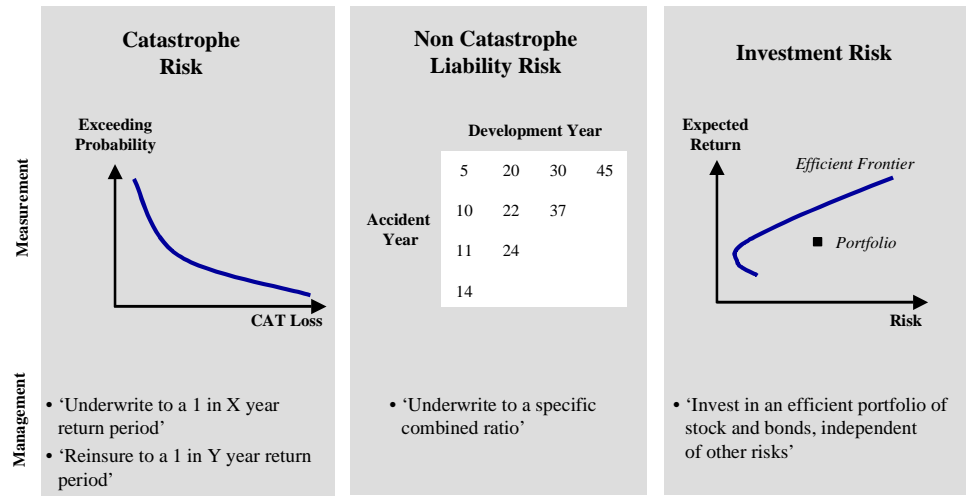 Catastrophe
Risk
Exceeding
Probability
CAT Loss
Non Catastrophe
Liability Risk
Development Year
Accident
Year
5 20 30 45
10 22 37
11 24
14
Investment Risk
Expected
Return
Efficient Frontier
Portfolio
Risk
Measurement
Management
• ‘Underwrite to a 1 in X year
return period’
• ‘Reinsure to a 1 in Y year return
period’
• ‘Underwrite to a specific
combined ratio’
• ‘Invest in an efficient portfolio of
stock and bonds, independent
of other risks’